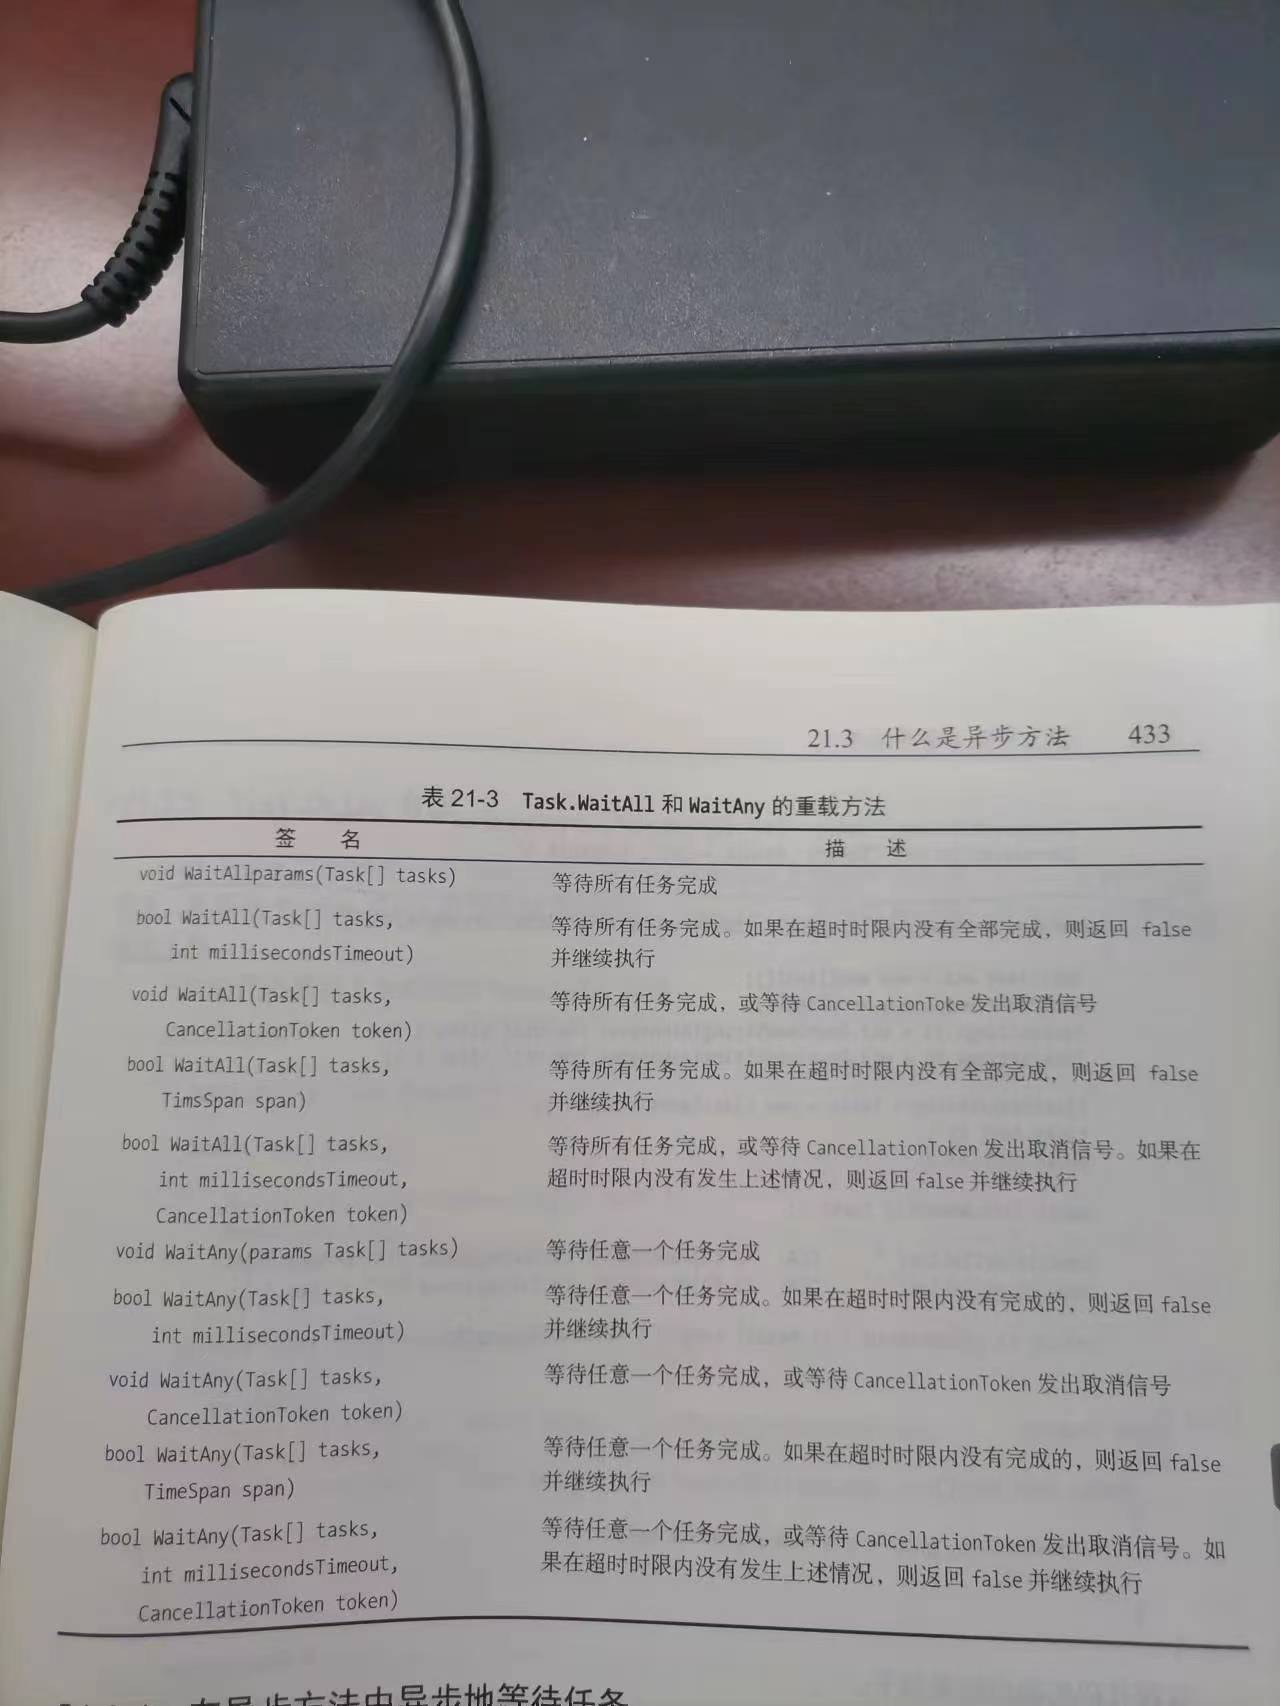 21.3 什么是异步方法 433
表 21-3 Task.WaitAll 和 WaitAny 的重载方法
签 名 描 述
void WaitAllparams(Task[] tasks) 等待所有任务完成
bool WaitAll(Task[] tasks, 等待所有任务完成。如果在超时时限内没有全部完成，则返回 false
int millisecondsTimeout) 并继续执行
void WaitAll(Task[] tasks, 等待所有任务完成，或等待 CancellationToke 发出取消信号
CancellationToken token)
bool WaitAll(Task[] tasks, 等待所有任务完成。如果在超时时限内没有全部完成，则返回 false
TimsSpan span) 并继续执行
bool WaitAll(Task[] tasks, 等待所有任务完成，或等待 CancellationToken 发出取消信号。如果在
int millisecondsTimeout, 超时时限内没有发生上述情况，则返回 false 并继续执行
CancellationToken token)
void WaitAny(params Task[] tasks) 等待任意一个任务完成
bool WaitAny(Task[] tasks, 等待任意一个任务完成。如果在超时时限内没有完成的，则返回 false
int millisecondsTimeout) 并继续执行
void WaitAny(Task[] tasks, 等待任意一个任务完成，或等待 CancellationToken 发出取消信号
CancellationToken token)
bool WaitAny(Task[] tasks, 等待任意一个任务完成。如果在超时时限内没有完成的，则返回 false
TimeSpan span) 并继续执行
bool WaitAny(Task[] tasks, 等待任意一个任务完成，或等待 CancellationToken 发出取消信号。如
int millisecondsTimeout, 果在超时时限内没有发生上述情况，则返回 false 并继续执行
CancellationToken token)
在异步方法中异步地等待任务